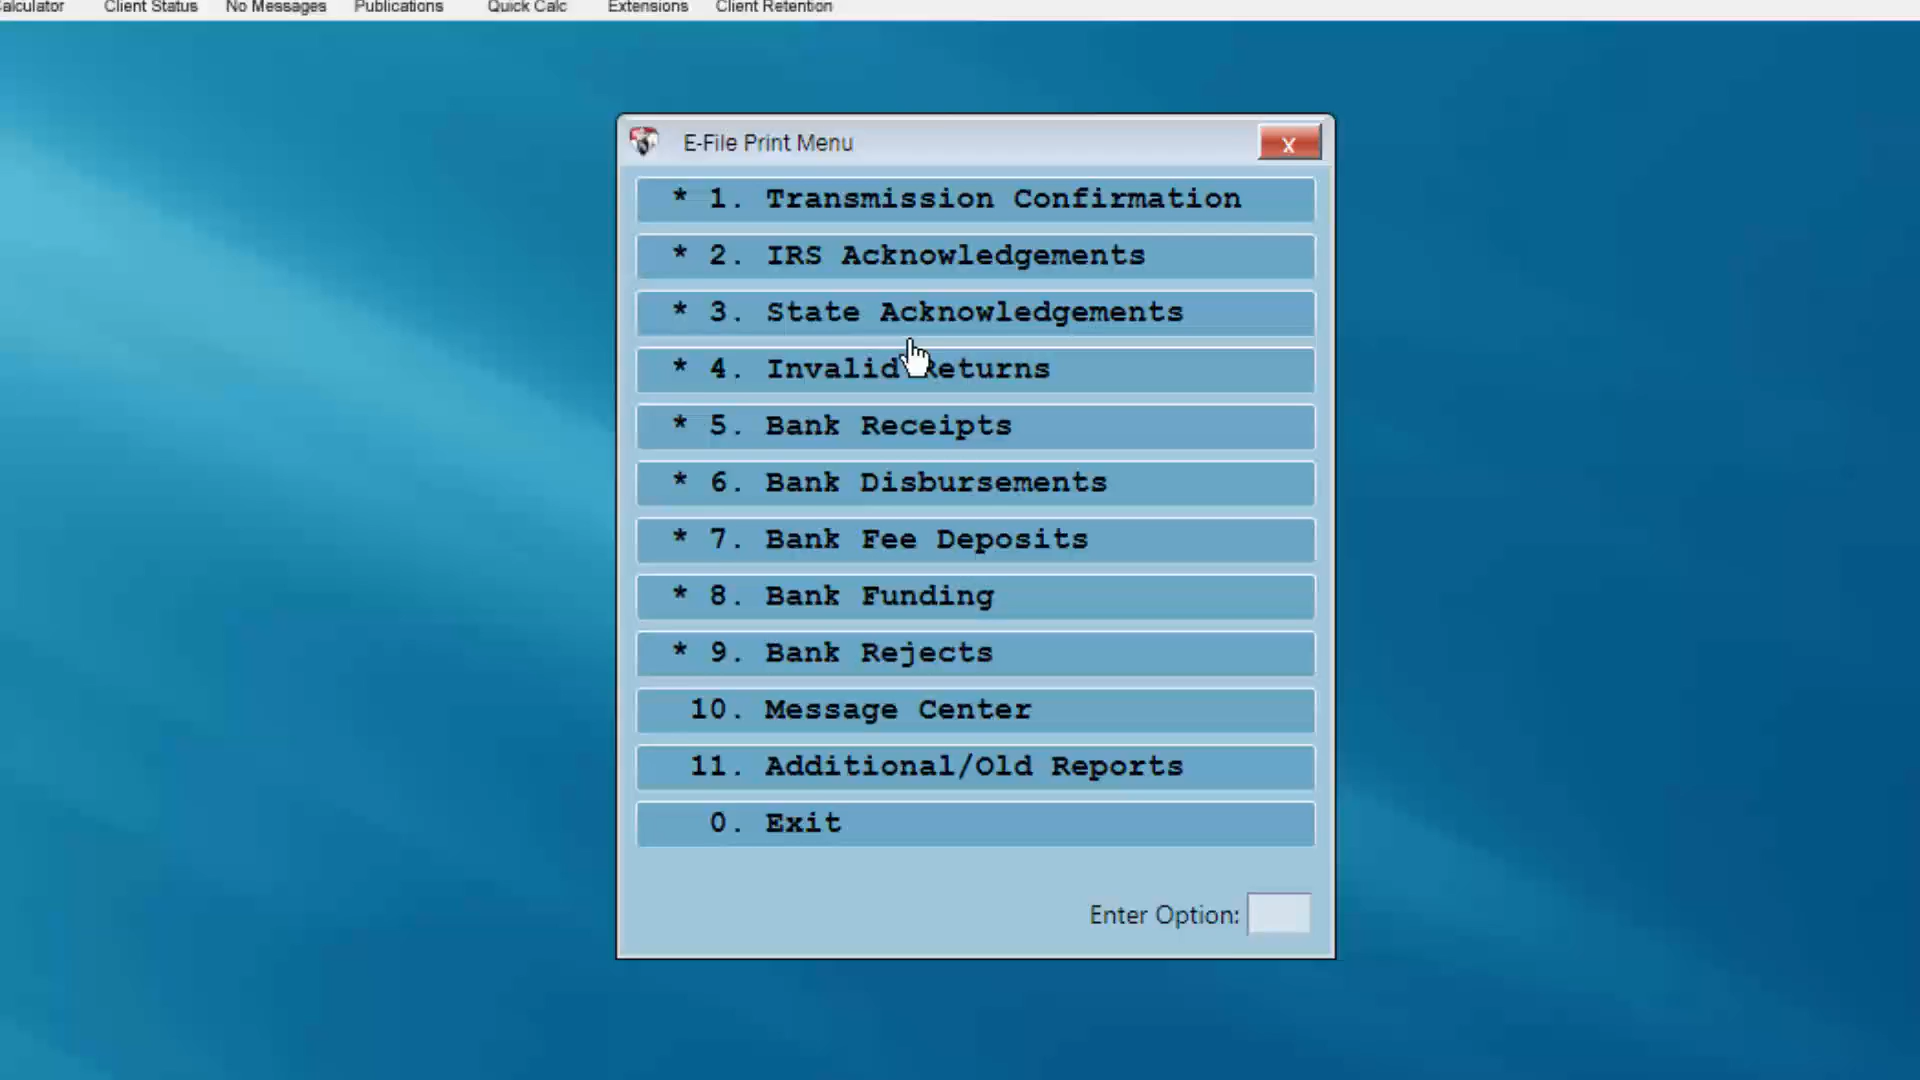 Client Status No Messages Publications Quick Calc Extensions Client Retention
E-File Print Menu
x
* 1. Transmission Confirmation
* 2. IRS Acknowledgements
* 3. State Acknowledgements
* 4. Invalid Returns
* 5. Bank Receipts
* 6. Bank Disbursements
* 7. Bank Fee Deposits
* 8. Bank Funding
* 9. Bank Rejects
10. Message Center
11. Additional/Old Reports
0. Exit
Enter Option: